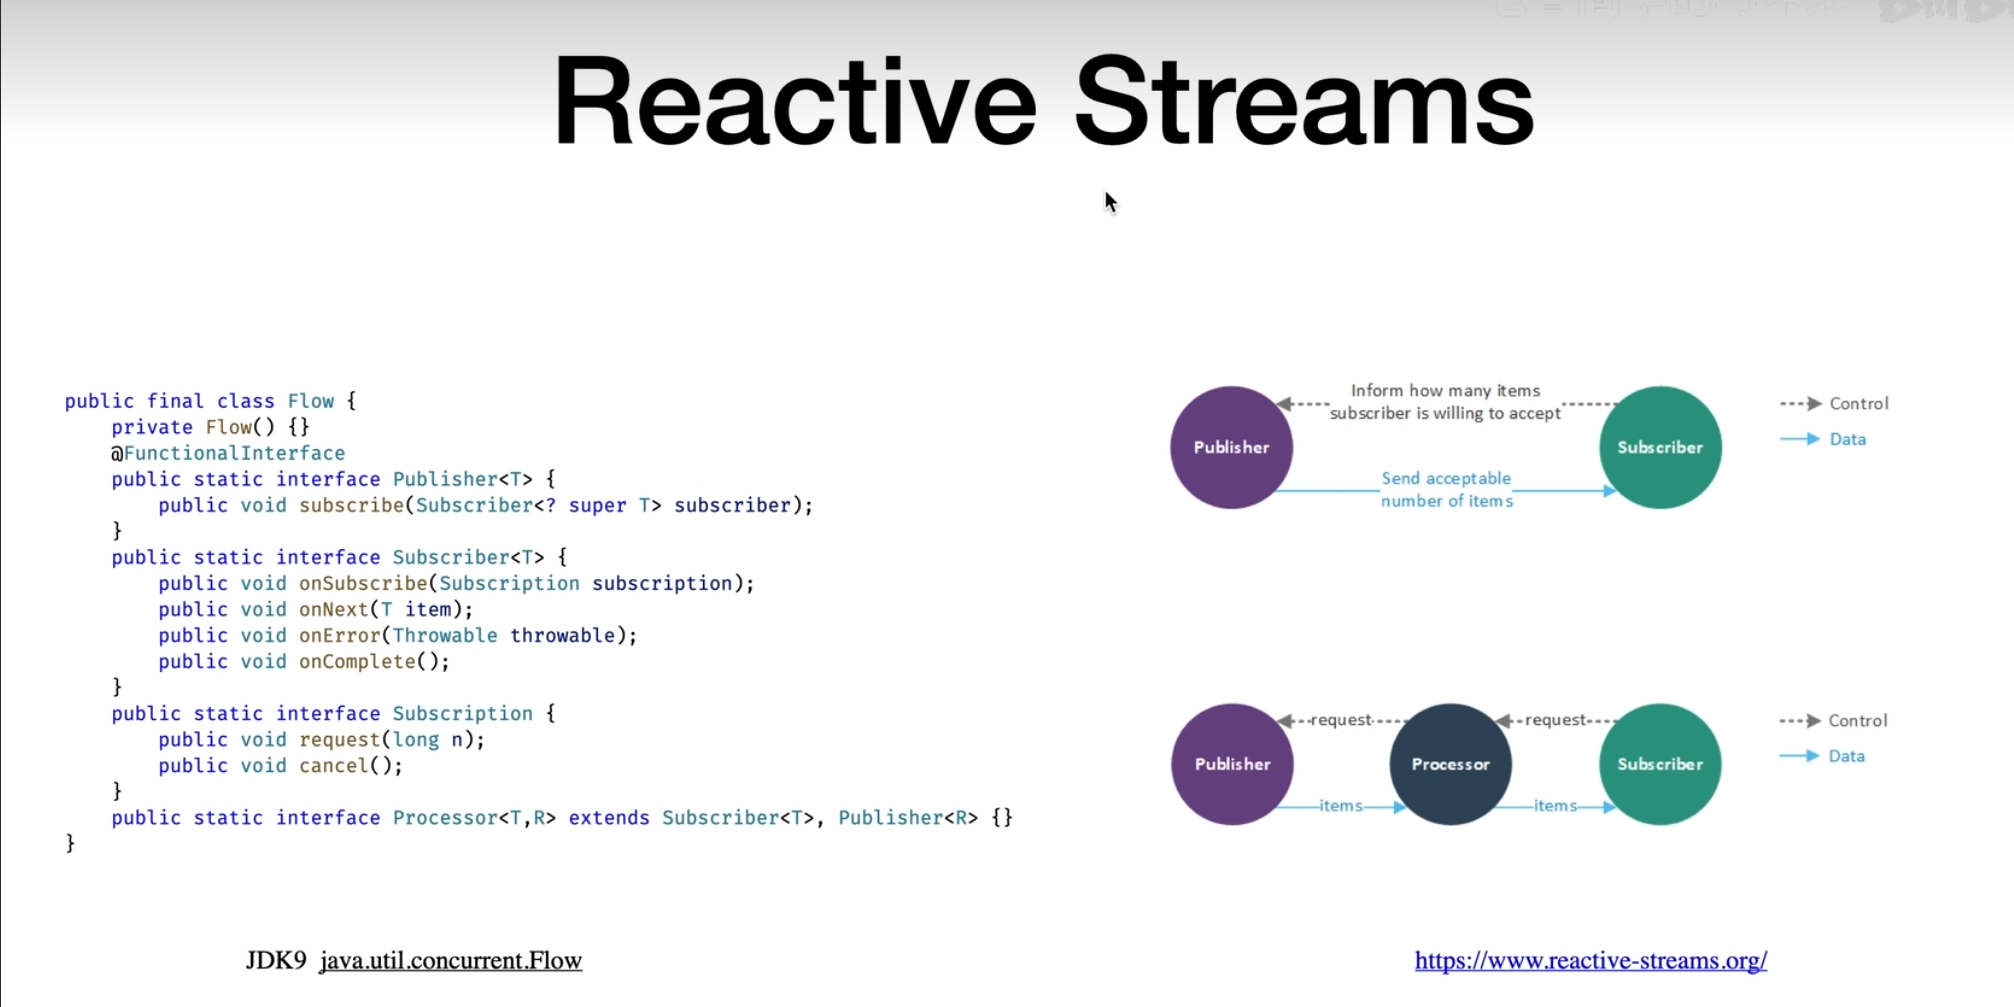 Reactive Streams
public final class Flow {
    private Flow() {}
    @FunctionalInterface
    public static interface Publisher<T> {
        public void subscribe(Subscriber<? super T> subscriber);
    }
    public static interface Subscriber<T> {
        public void onSubscribe(Subscription subscription);
        public void onNext(T item);
        public void onError(Throwable throwable);
        public void onComplete();
    }
    public static interface Subscription {
        public void request(long n);
        public void cancel();
    }
    public static interface Processor<T,R> extends Subscriber<T>, Publisher<R> {}
}
JDK9 java.util.concurrent.Flow
Inform how many items
subscriber is willing to accept
Publisher
Subscriber
Send acceptable
number of items
Control
Data
request
request
Publisher
Processor
Subscriber
items
items
Control
Data
https://www.reactive-streams.org/